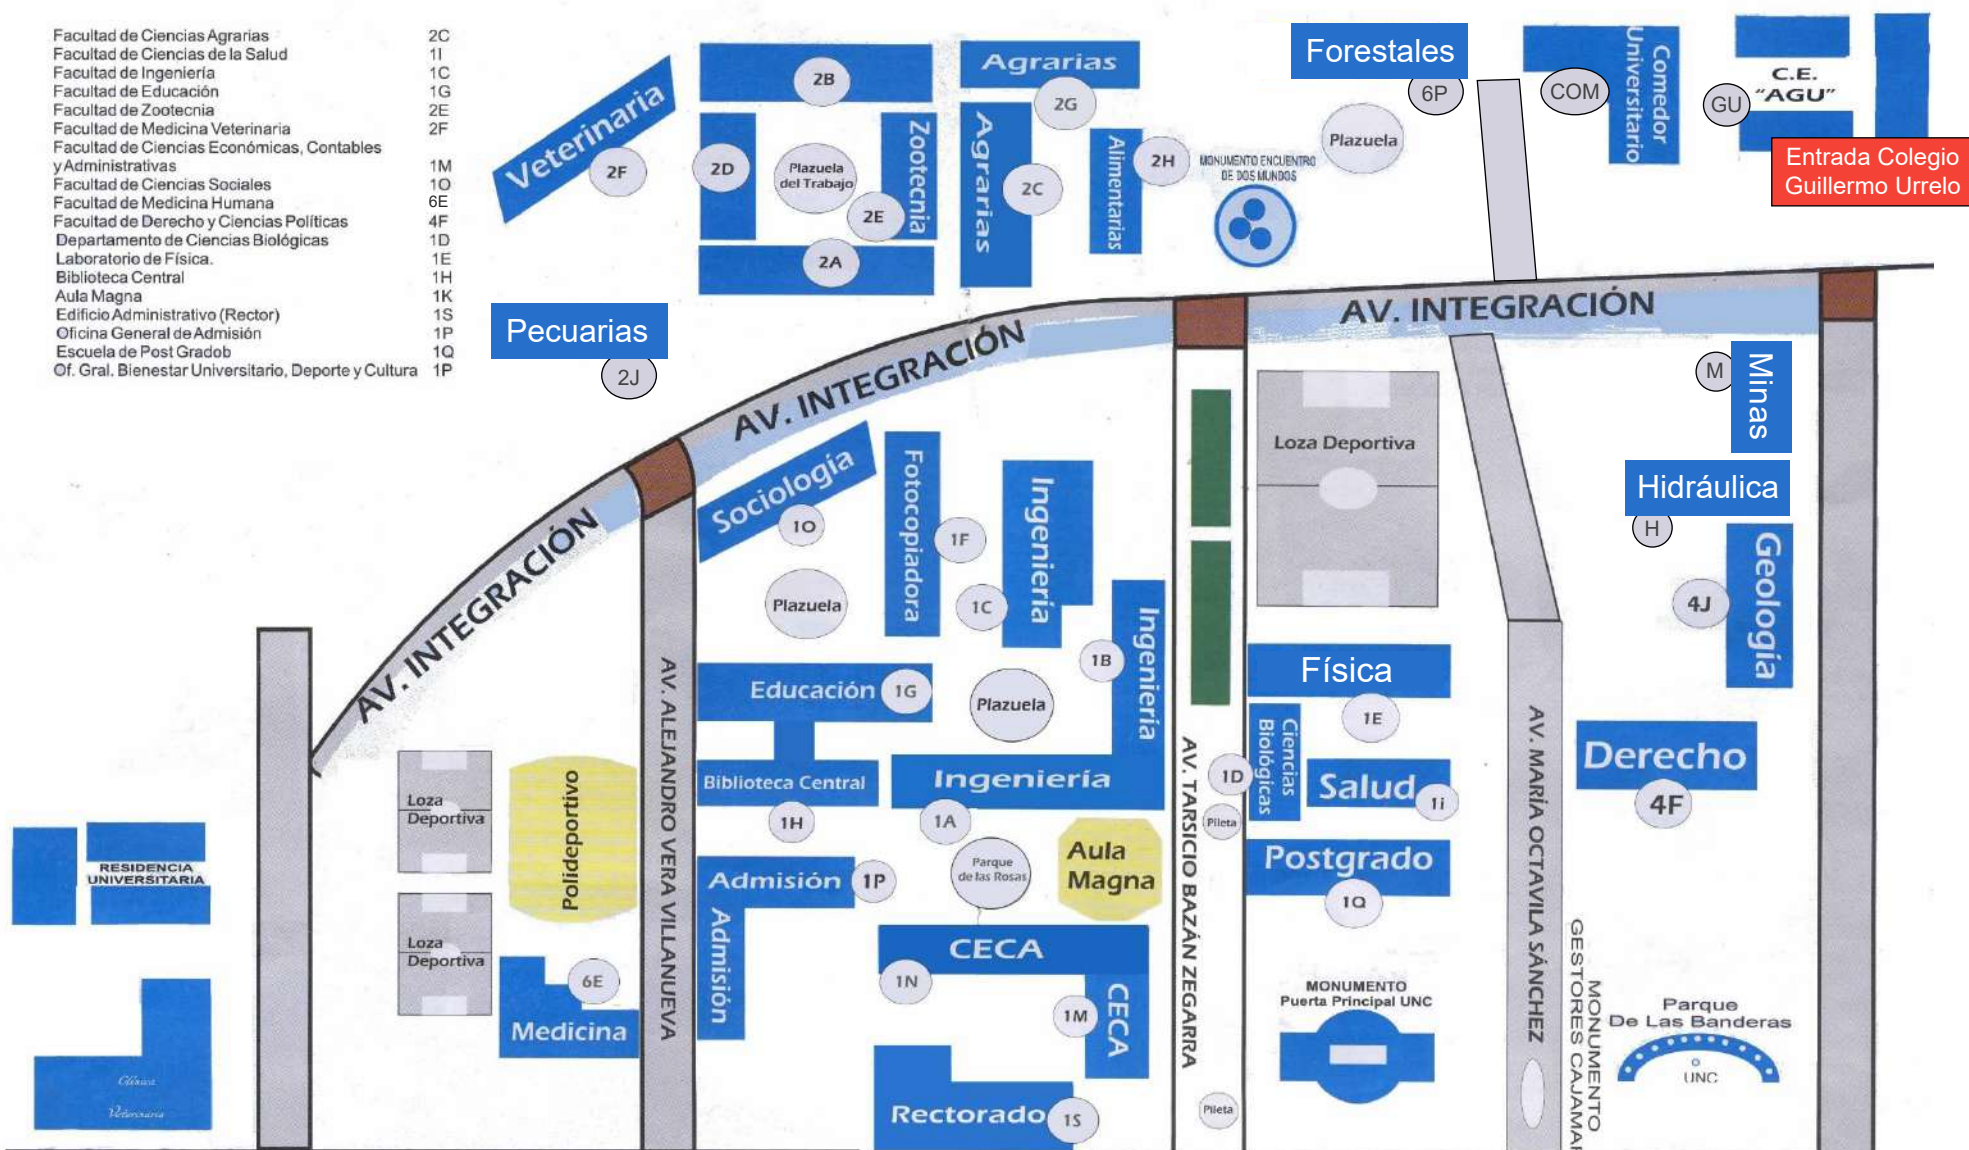 Facultad de Ciencias Agrarias 2C
Facultad de Ciencias de la Salud 1I
Facultad de Ingeniería 1C
Facultad de Educación 1G
Facultad de Zootecnia 2E
Facultad de Medicina Veterinaria 2F
Facultad de Ciencias Económicas, Contables
y Administrativas 1M
Facultad de Ciencias Sociales 1O
Facultad de Medicina Humana 6E
Facultad de Derecho y Ciencias Políticas 4F
Departamento de Ciencias Biológicas 1D
Laboratorio de Física. 1E
Biblioteca Central 1H
Aula Magna 1K
Edificio Administrativo (Rector) 1S
Oficina General de Admisión 1P
Escuela de Post Gradob 1Q
Of. Gral. Bienestar Universitario, Deporte y Cultura 1P
Veterinaria
2F
2B
2D
Plazuela
del Trabajo
2E
Zootecnia
2A
Agrarias
2G
Agrarias
2C
Alimentarias
2H
MONUMENTO ENCUENTRO
DE DOS MUNDOS
Forestales
6P
Plazuela
COM
Comedor
Universitario
GU
C.E.
"AGU"
Entrada Colegio
Guillermo Urrelo
Pecuarias
2J
AV. INTEGRACIÓN
AV. INTEGRACIÓN
AV. INTEGRACIÓN
Sociología
1O
Plazuela
Fotocopiadora
1F
Ingeniería
1C
Ingeniería
1B
Plazuela
Educación
1G
Biblioteca Central
1H
Ingeniería
1A
Parque
de las Rosas
Aula
Magna
Admisión
1P
Admisión
CECA
1N
CECA
1M
Rectorado
1S
Loza Deportiva
Física
1E
Ciencias
Biológicas
1D
Pileta
Salud
1i
Postgrado
1Q
MONUMENTO
Puerta Principal UNC
Pileta
AV. TARSICIO BAZÁN ZEGARRA
AV. ALEJANDRO VERA VILLANUEVA
AV. MARÍA OCTAVILA SÁNCHEZ
M
Minas
Hidráulica
H
Geología
4J
Derecho
4F
MONUMENTO
GESTORES CAJAMAR
Parque
De Las Banderas
UNC
Loza
Deportiva
Loza
Deportiva
Polideportivo
6E
Medicina
RESIDENCIA
UNIVERSITARIA
Clínica
Veterinaria